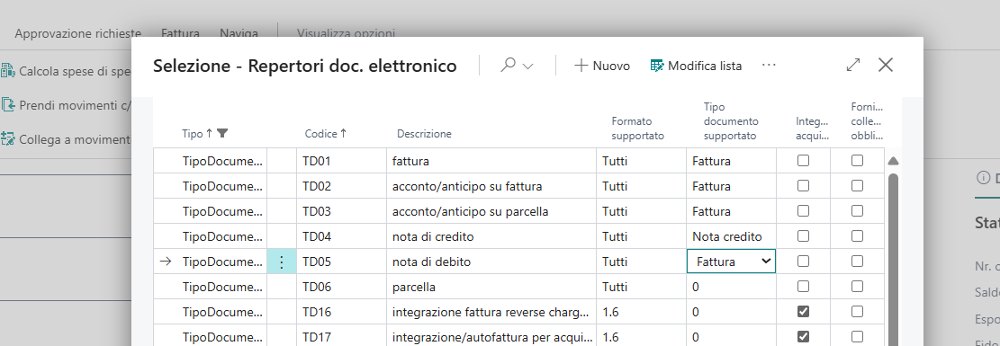 Approvazione richieste Fattura Naviga Visualizza opzioni
Calcola spese di spe
Prendi movimenti c/
Collega a moviment
Selezione - Repertori doc. elettronico
Nuovo Modifica lista ...
Tipo ↑ Codice ↑ Descrizione Formato supportato Tipo documento supportato Integ... acqui... Forni... colle... obbli...
TipoDocume... TD01 fattura Tutti Fattura
TipoDocume... TD02 acconto/anticipo su fattura Tutti Fattura
TipoDocume... TD03 acconto/anticipo su parcella Tutti Fattura
TipoDocume... TD04 nota di credito Tutti Nota credito
→ TipoDocume... TD05 nota di debito Tutti Fattura
TipoDocume... TD06 parcella Tutti 0
TipoDocume... TD16 integrazione fattura reverse charg... 1.6 0
TipoDocume... TD17 integrazione/autofattura per acqui... 1.6 0
Stat
Nr. c
Sald
Espo